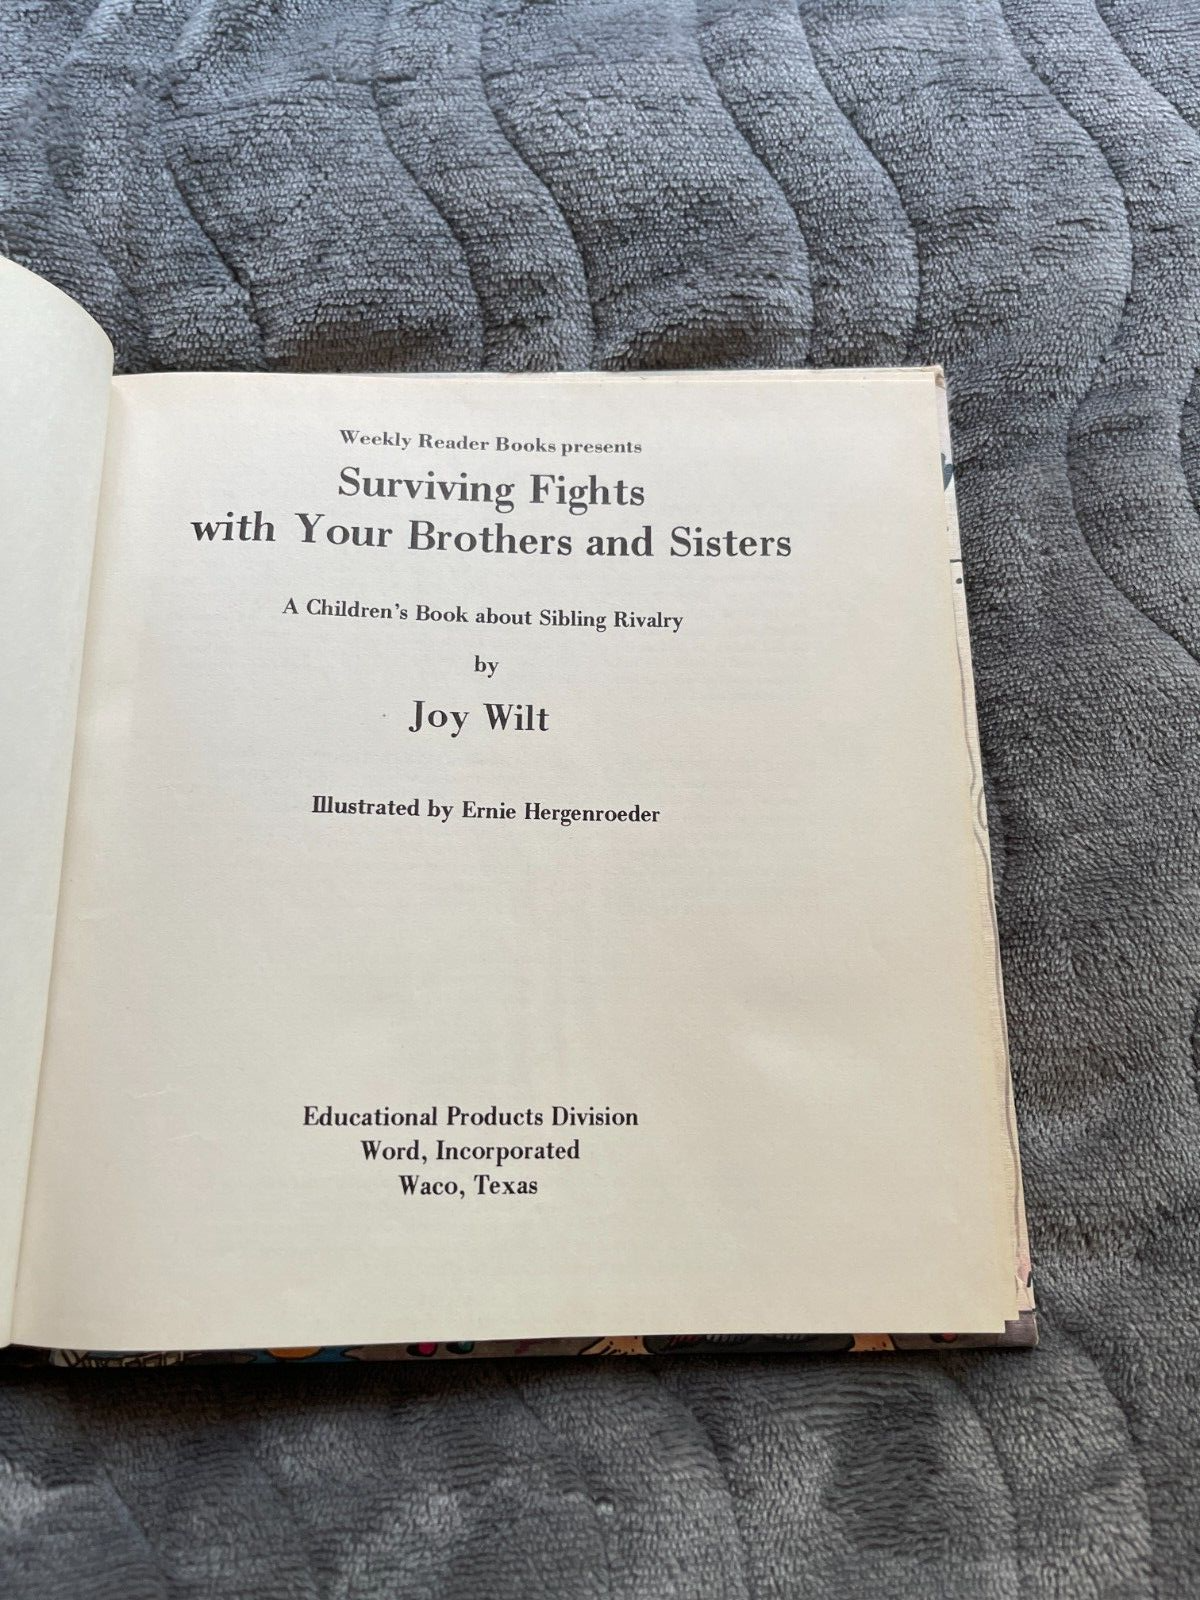 Weekly Reader Books presents
Surviving Fights
with Your Brothers and Sisters
A Children's Book about Sibling Rivalry
by
Joy Wilt
Illustrated by Ernie Hergenroeder
Educational Products Division
Word, Incorporated
Waco, Texas